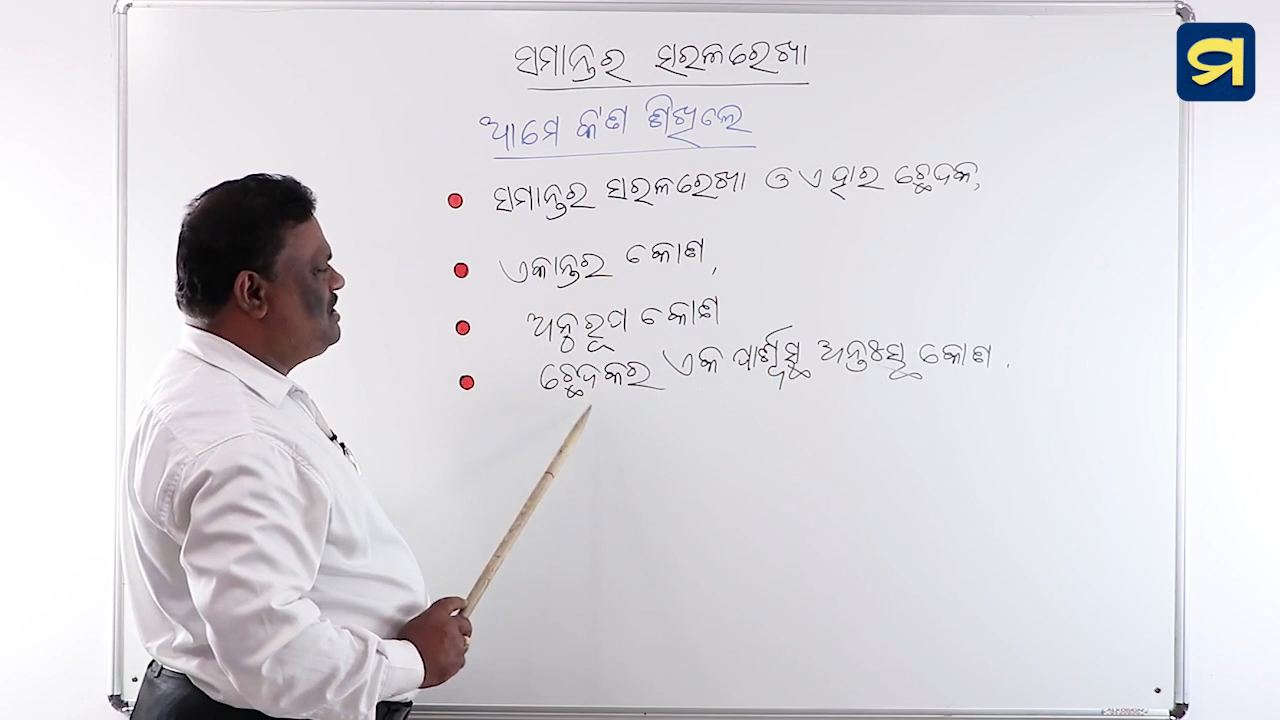 ମ
ସମାନ୍ତର ସରଳରେଖା
ଆମେ କ'ଣ ଶିଖିଲେ
ସମାନ୍ତର ସରଳରେଖା ଓ ଏହାର ଛେଦକ,
ଏକାନ୍ତର କୋଣ,
ଅନୁରୂପ କୋଣ
ଛେଦକର ଏକ ପାର୍ଶ୍ୱସ୍ଥ ଅନ୍ତଃସ୍ଥ କୋଣ.